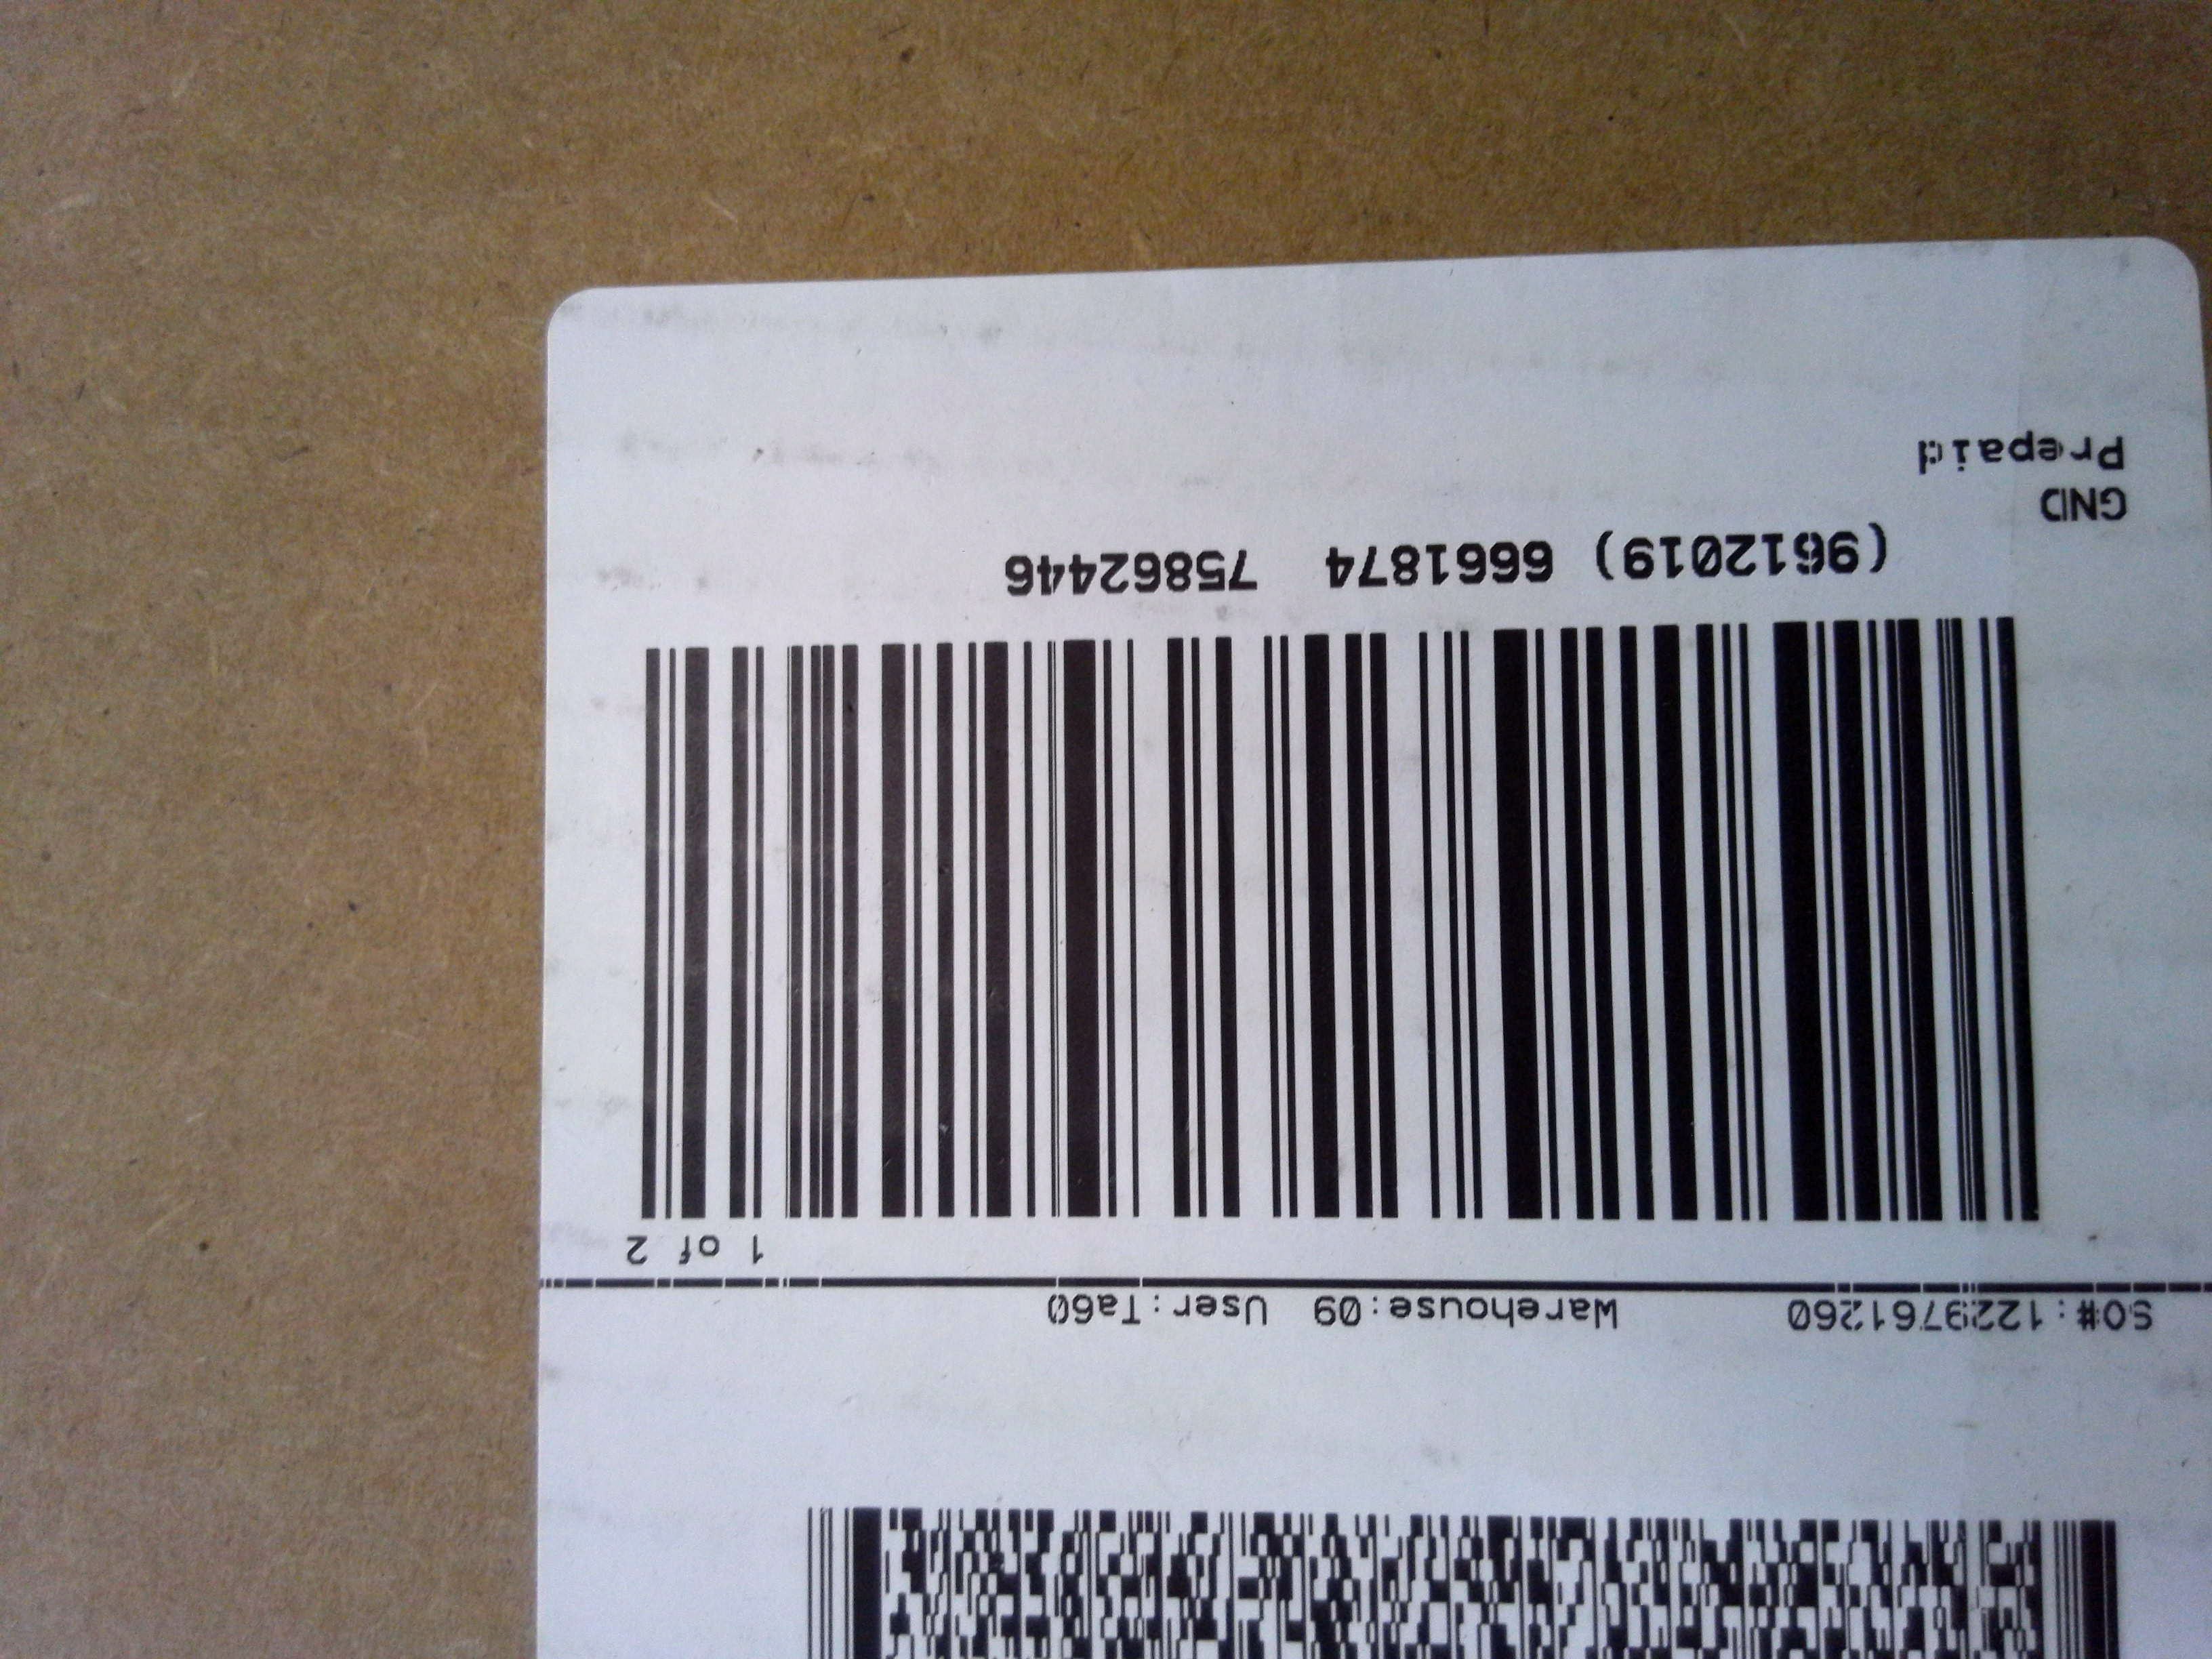 SO#:1229761260 Warehouse:09 User:Ta60
1 of 2
(9612019) 6661874 75862446
GND
Prepaid